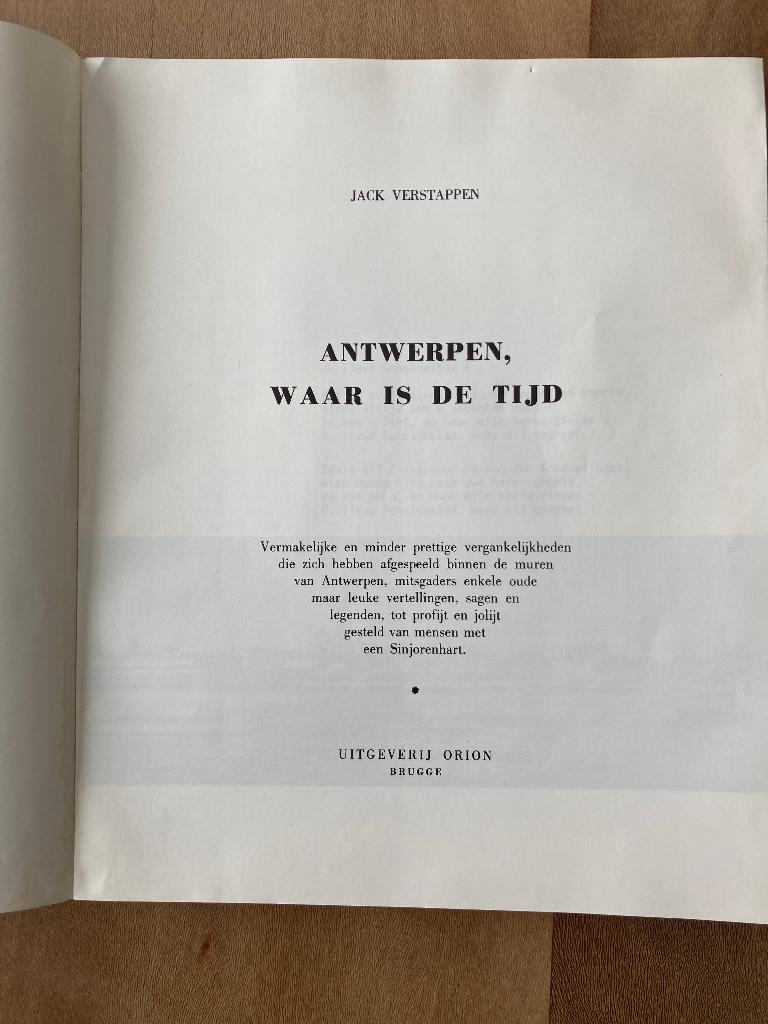 JACK VERSTAPPEN
ANTWERPEN,
WAAR IS DE TIJD
Vermakelijke en minder prettige vergankelijkheden
die zich hebben afgespeeld binnen de muren
van Antwerpen, mitsgaders enkele oude
maar leuke vertellingen, sagen en
legenden, tot profijt en jolijt
gesteld van mensen met
een Sinjorenhart.
*
UITGEVERIJ ORION
BRUGGE